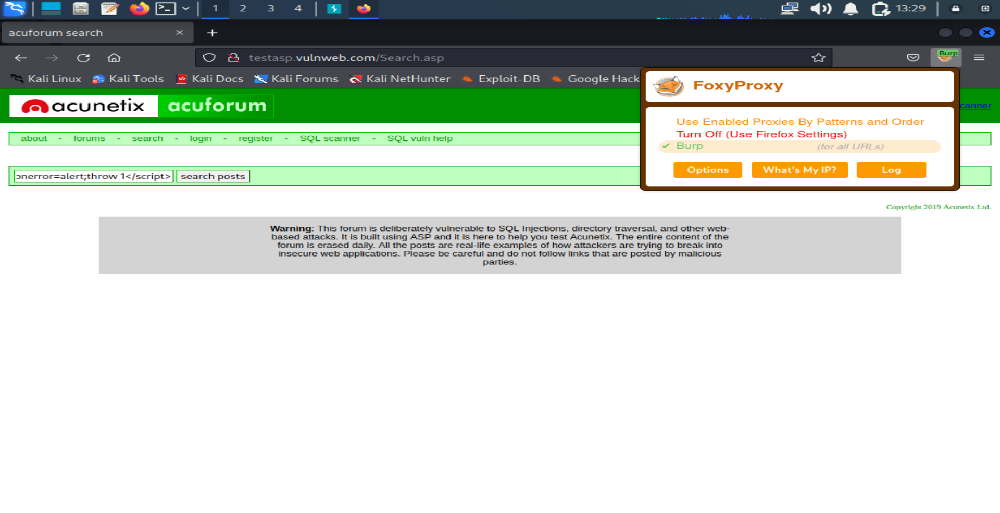 1 2 3 4 13:29
acuforum search
testasp.vulnweb.com/Search.asp Burp
Kali Linux Kali Tools Kali Docs Kali Forums Kali NetHunter Exploit-DB Google Hack
FoxyProxy
acunetix acuforum
canner
Use Enabled Proxies By Patterns and Order
Turn Off (Use Firefox Settings)
✔ Burp (for all URLs)
Options What's My IP? Log
about - forums - search - login - register - SQL scanner - SQL vuln help
onerror=alert;throw 1</script> search posts
Copyright 2019 Acunetix Ltd.
Warning: This forum is deliberately vulnerable to SQL Injections, directory traversal, and other web-
based attacks. It is built using ASP and it is here to help you test Acunetix. The entire content of the
forum is erased daily. All the posts are real-life examples of how attackers are trying to break into
insecure web applications. Please be careful and do not follow links that are posted by malicious
parties.